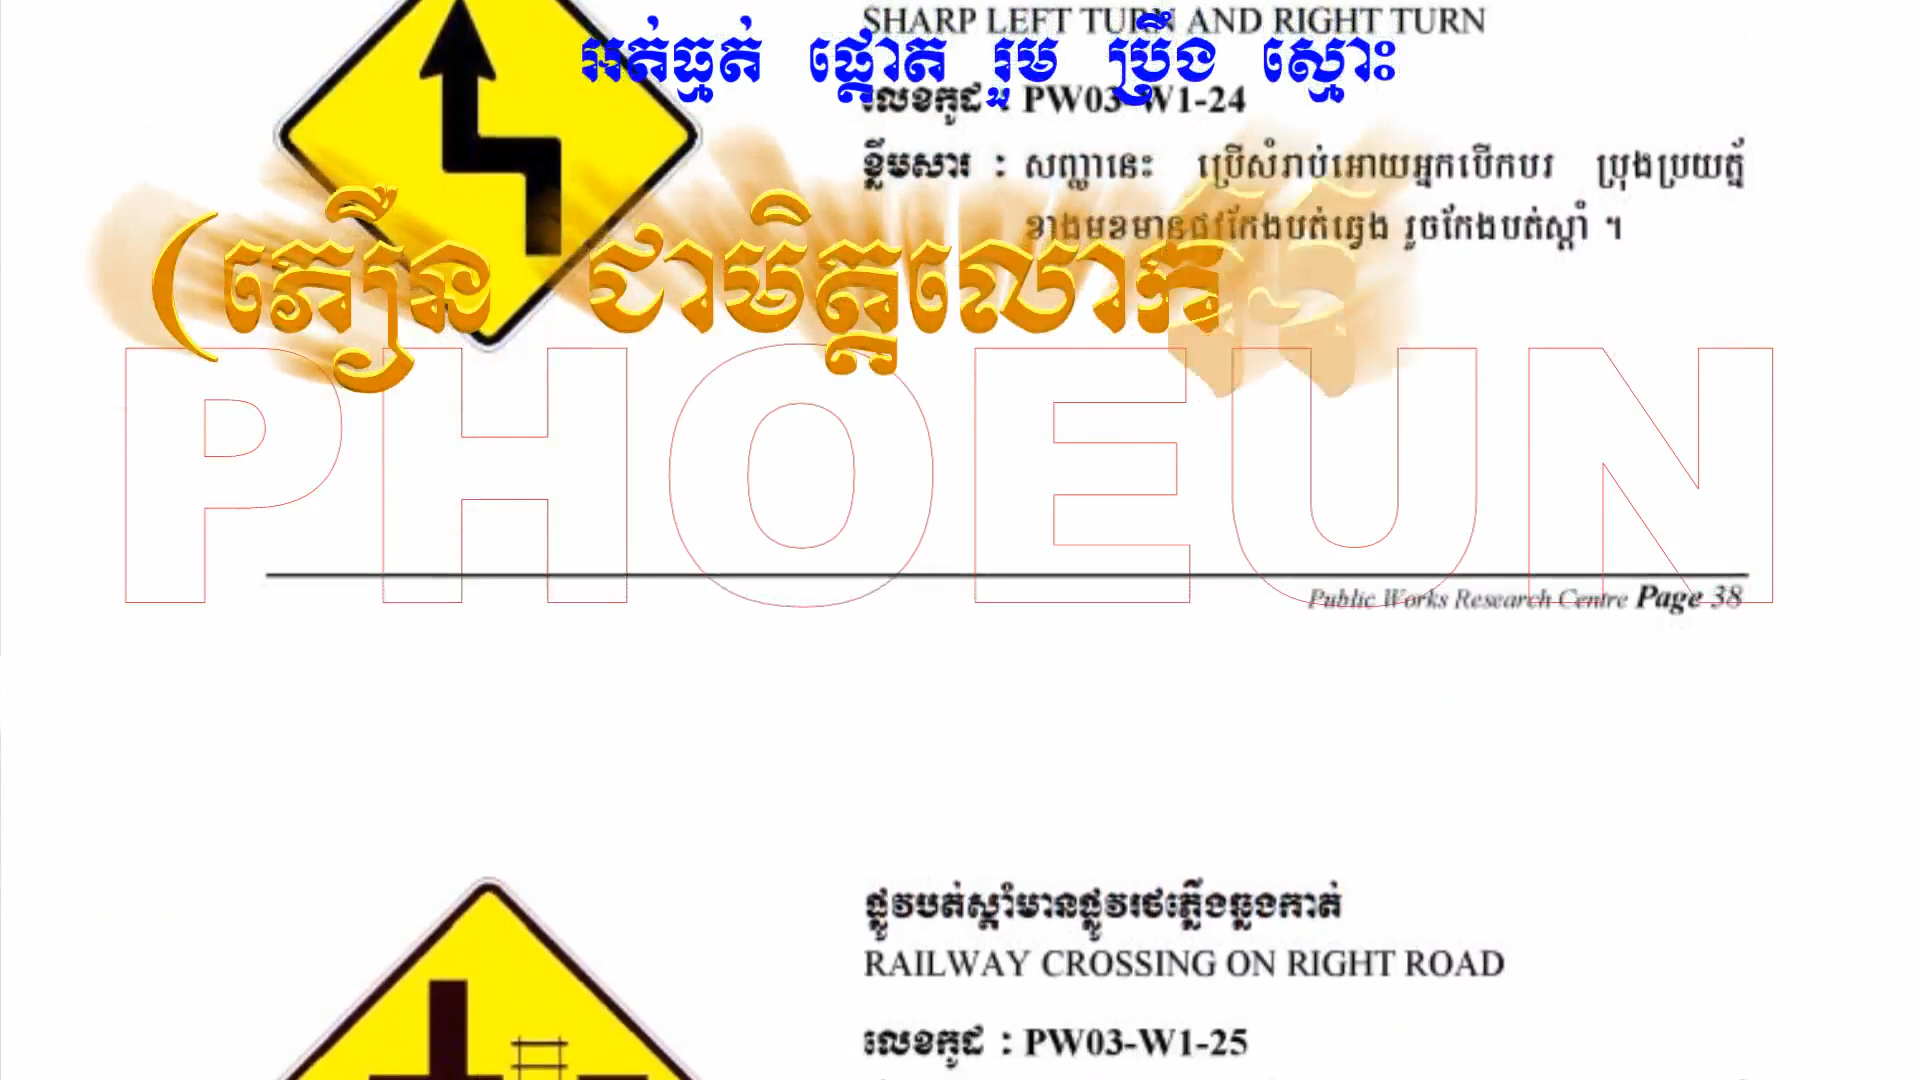 SHARP LEFT TURN AND RIGHT TURN
អត់ធ្មត់ ផ្ដោត រួម ប្រឹង ស្មោះ
លេខកូដ : PW03-W1-24
ខ្លឹមសារ : សញ្ញានេះ ប្រើសំរាប់អោយអ្នកបើកបរ ប្រុងប្រយត្ន័
ខាងមុខមានផ្លូវកែងបត់ឆ្វេង រួចកែងបត់ស្ដាំ ។
(ភឿន ជាមិត្តលោក
PHOEUN
Public Works Research Centre Page 38
ផ្លូវបត់ស្ដាំមានផ្លូវរថភ្លើងឆ្លងកាត់
RAILWAY CROSSING ON RIGHT ROAD
លេខកូដ : PW03-W1-25